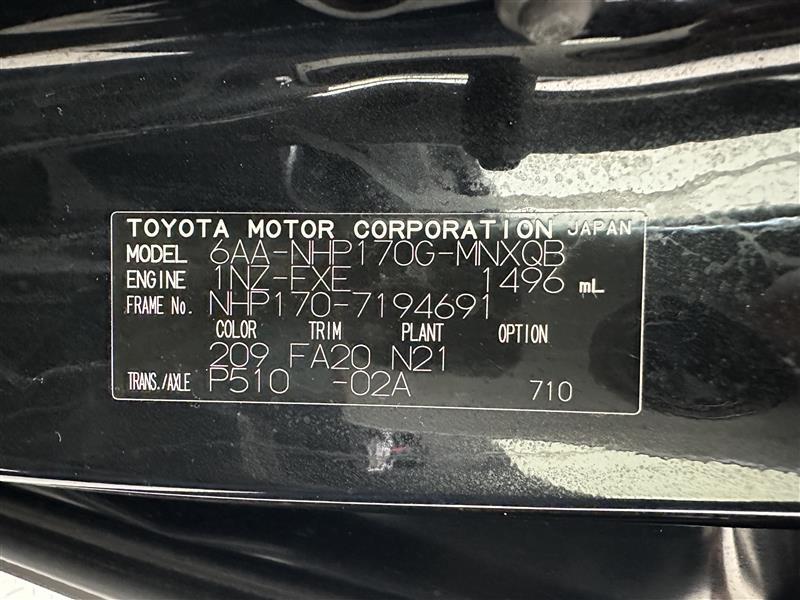 TOYOTA MOTOR CORPORATION JAPAN
MODEL 6AA-NHP170G-MNXQB
ENGINE 1NZ-FXE 1496 mL
FRAME No. NHP170-7194691
COLOR TRIM PLANT OPTION
209 FA20 N21
TRANS./AXLE P510 -02A 710